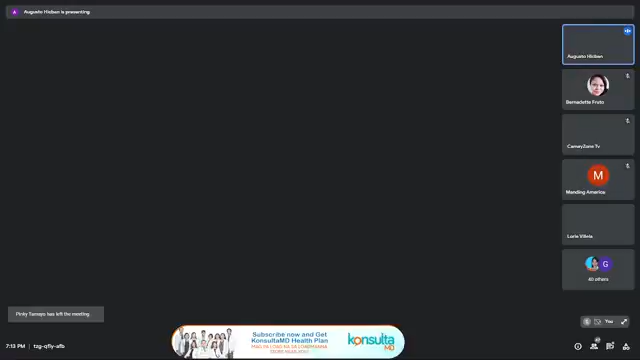 Augusto Hicban is presenting
Augusto Hicban
Bernadette Fruto
CameyZone Tv
M
Manding America
Lorie Villela
G
40 others
Pinky Tamayo has left the meeting
You
Subscribe now and Get
KonsultaMD Health Plan
konsulta
MD
7:13 PM | tzg-qfiy-afb